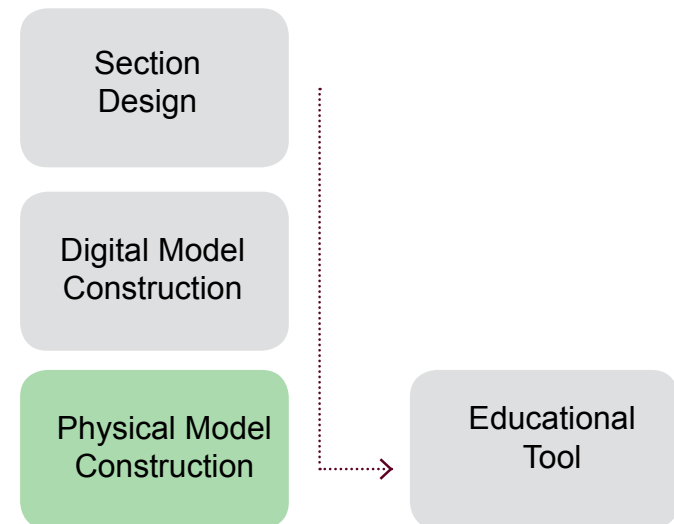 Section
Design
Digital Model
Construction
Physical Model
Construction
Educational
Tool